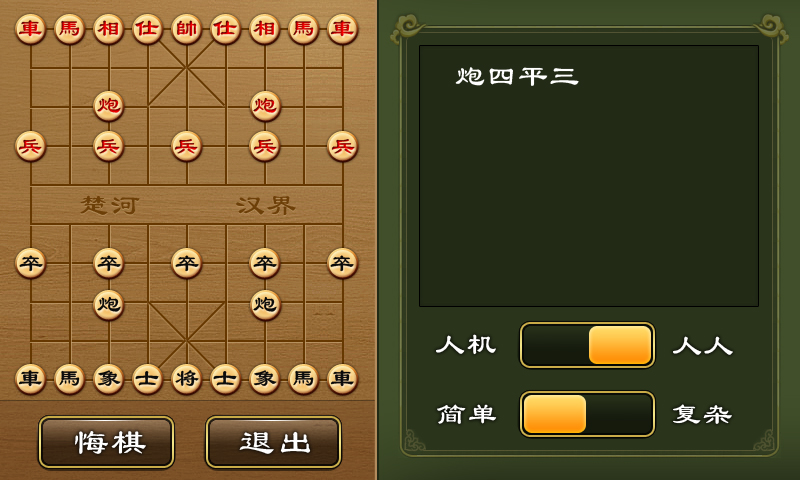 車馬相仕帥仕相馬車
炮炮
兵兵兵兵兵
楚河 汉界
卒卒卒卒卒
炮炮
車馬象士将士象馬車
悔棋 退出
炮四平三
人机 人人
简单 复杂